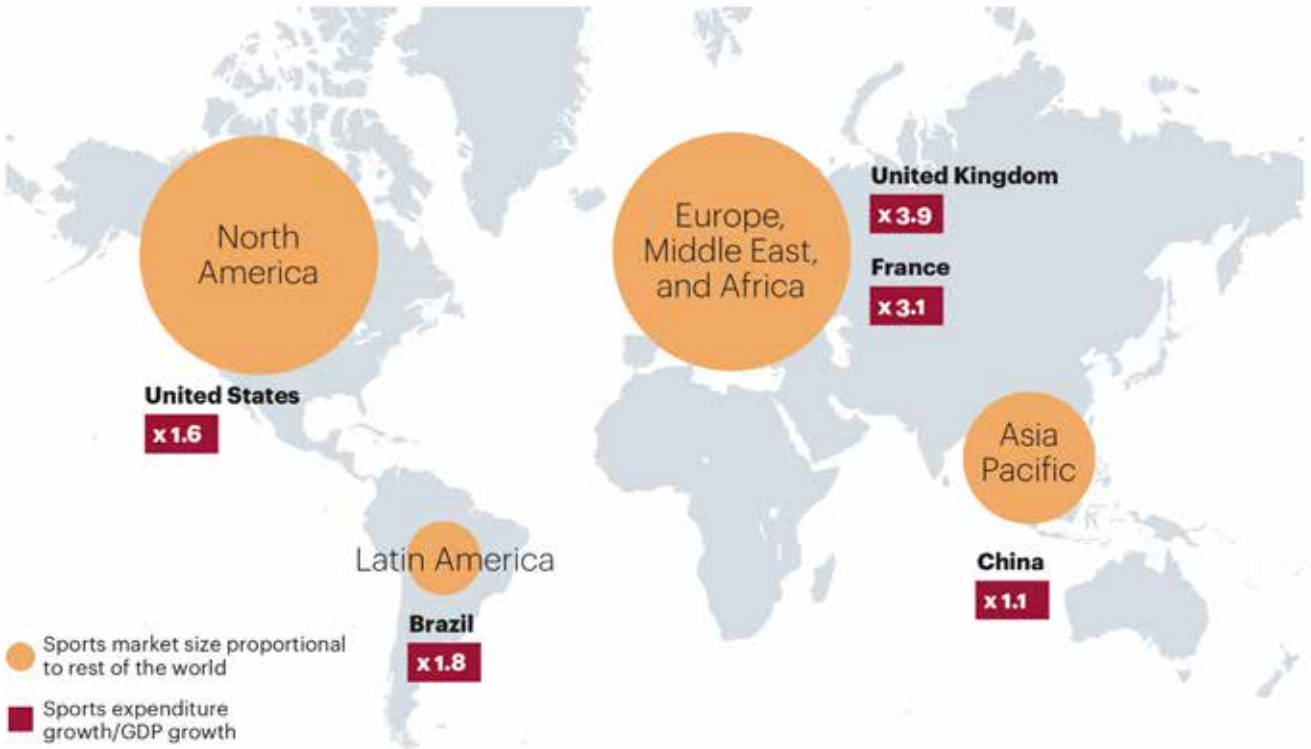 North
America
United States
x 1.6
Latin America
Brazil
x 1.8
Europe,
Middle East,
and Africa
United Kingdom
x 3.9
France
x 3.1
Asia
Pacific
China
x 1.1
Sports market size proportional
to rest of the world
Sports expenditure
growth/GDP growth